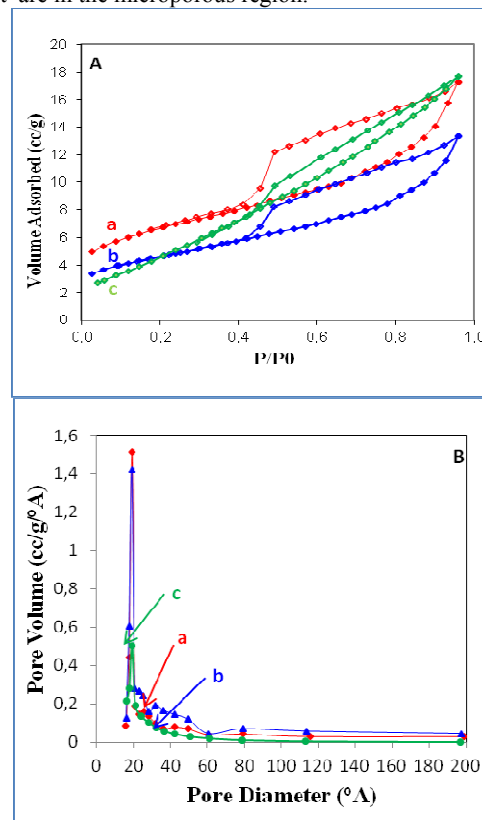 are in the microporous region.
20
18
16
14
12
10
8
6
4
2
0
A
a
b
c
0,0 0,2 0,4 0,6 0,8 1,0
Volume Adsorbed (cc/g)
P/P0
1,6
1,4
1,2
1
0,8
0,6
0,4
0,2
0
B
c
a
b
0 20 40 60 80 100 120 140 160 180 200
Pore Volume (cc/g/°A)
Pore Diameter (°A)